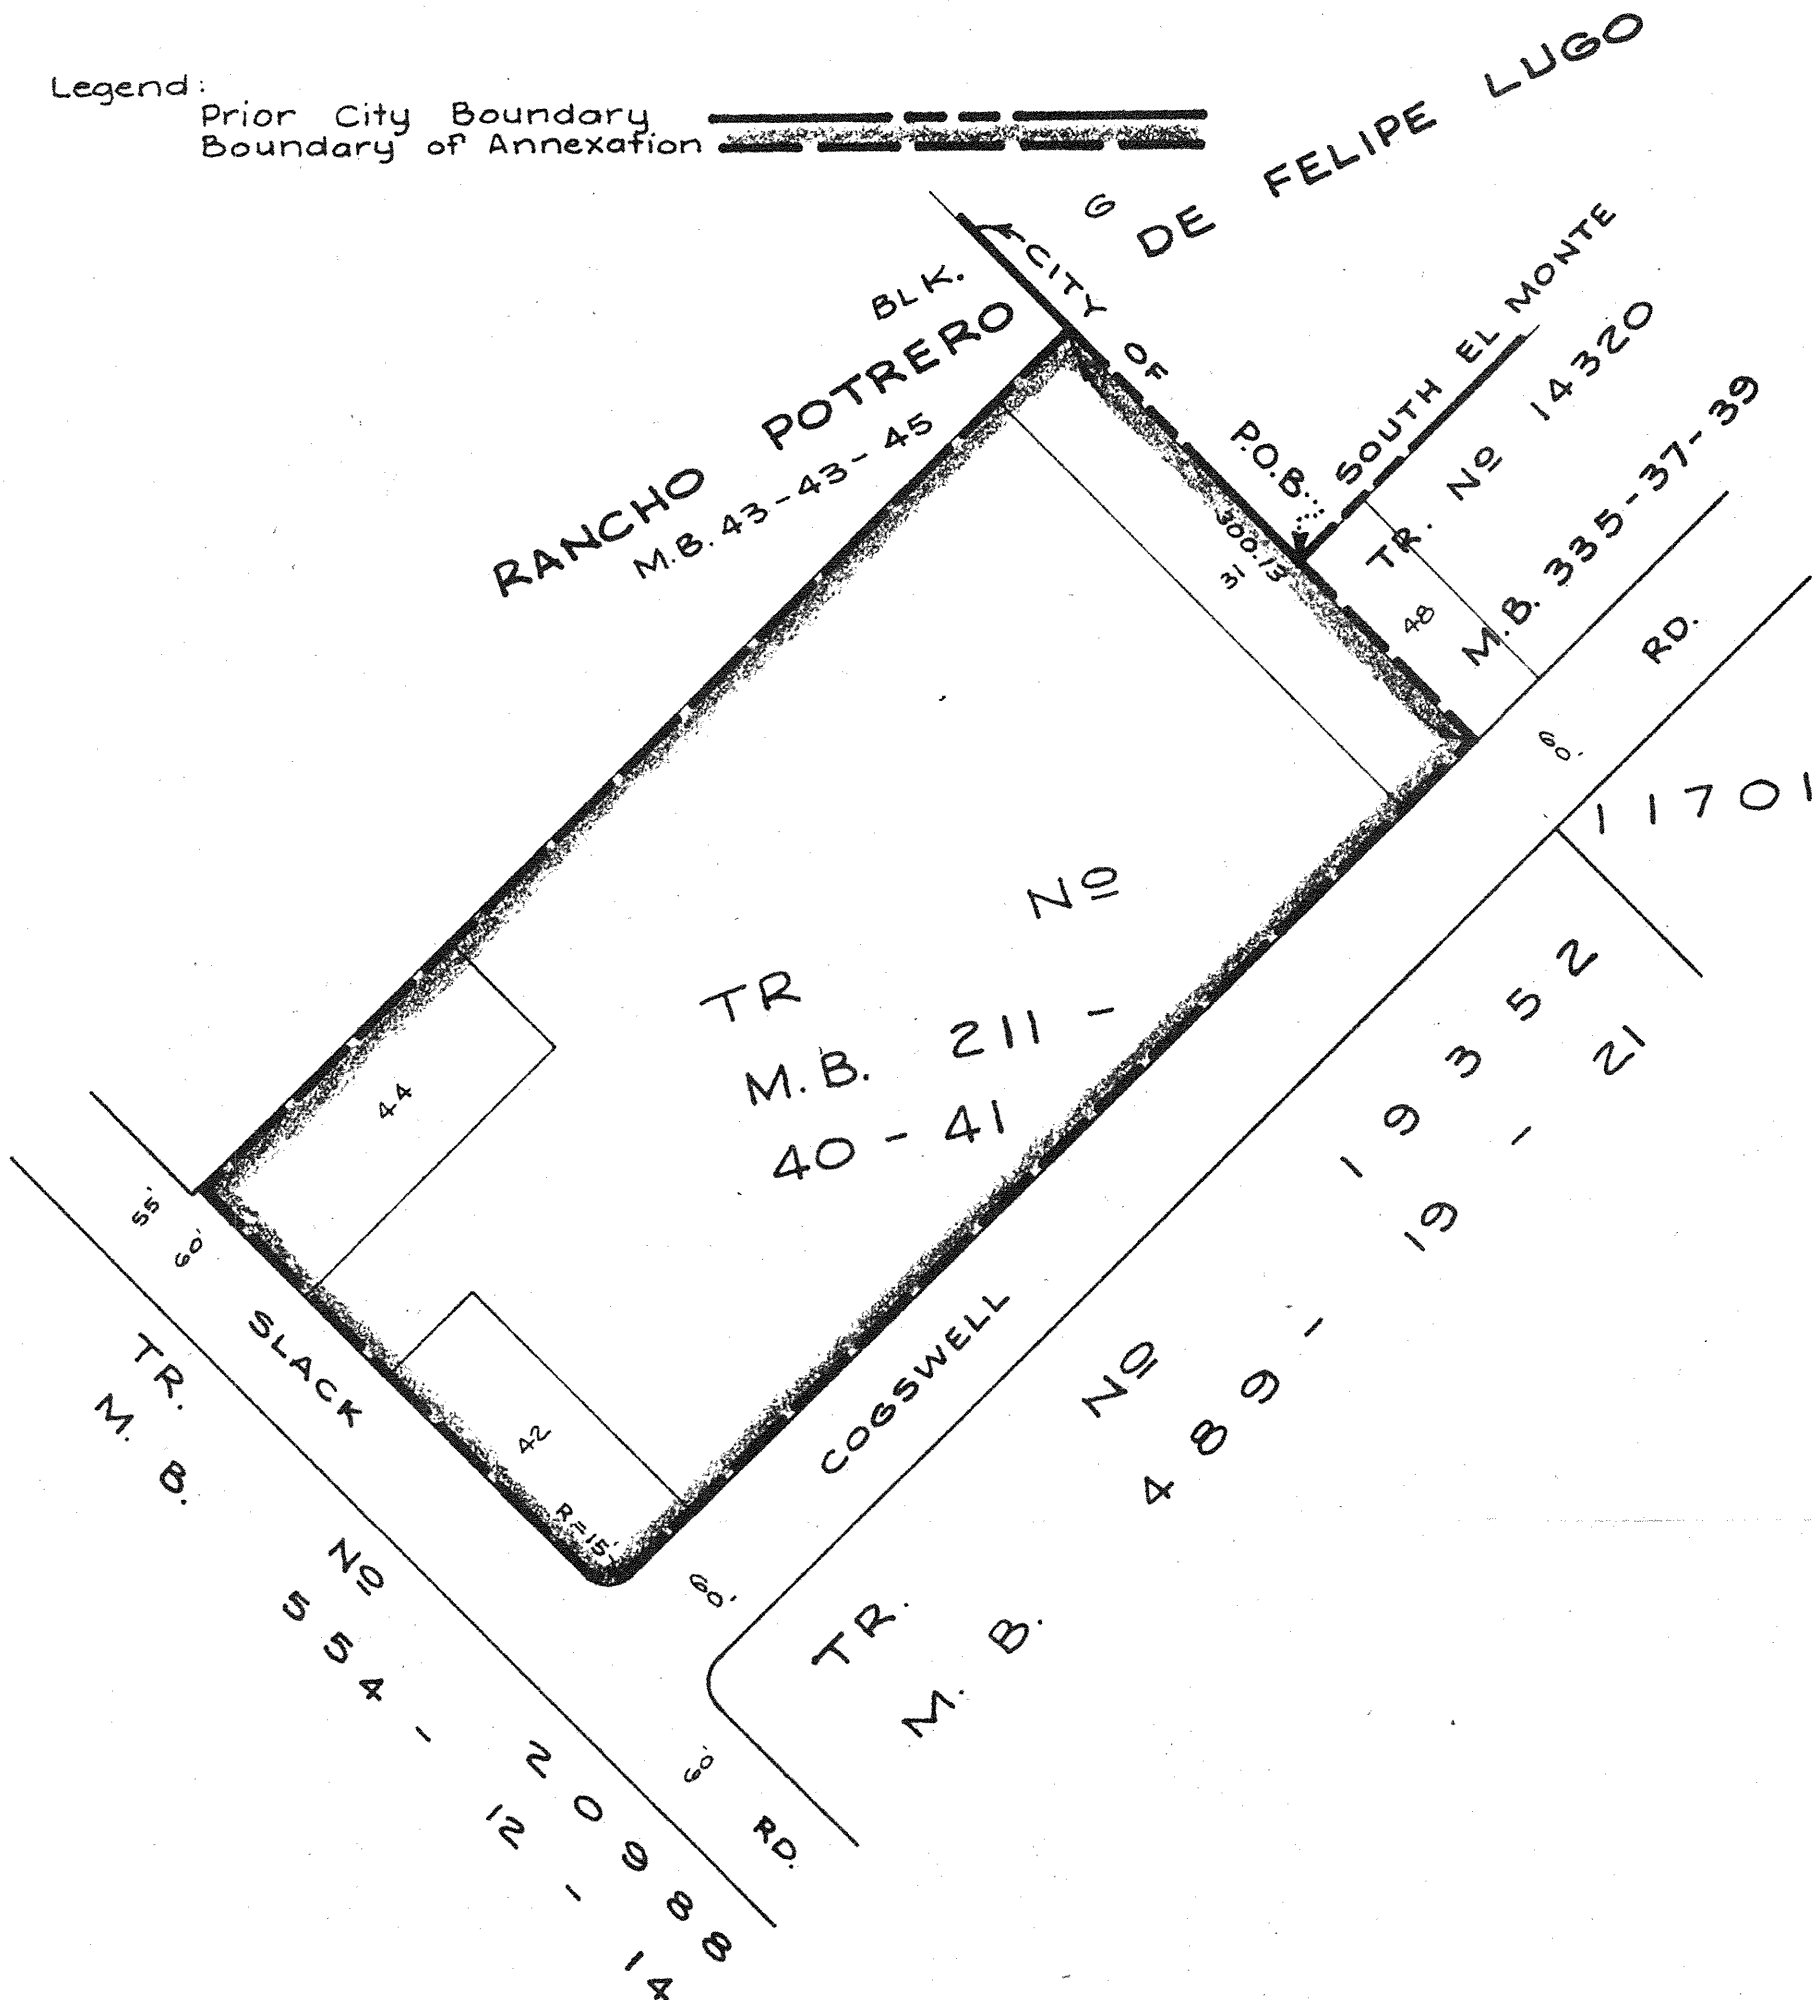 Legend:
Prior City Boundary
Boundary of Annexation
RANCHO POTRERO DE FELIPE LUGO
BLK. G
M.B. 43-43-45
CITY OF SOUTH EL MONTE
P.O.B.
300.13
31
TR. Nº 14320
M.B. 335-37-39
48
RD.
60'
TR Nº 11701
M.B. 211-
40-41
44
42
R=15'
55'
60'
SLACK RD.
COGSWELL
60'
60'
TR. Nº 19352
M. B. 489-19-21
TR. Nº 20988
M. B. 554-12-14